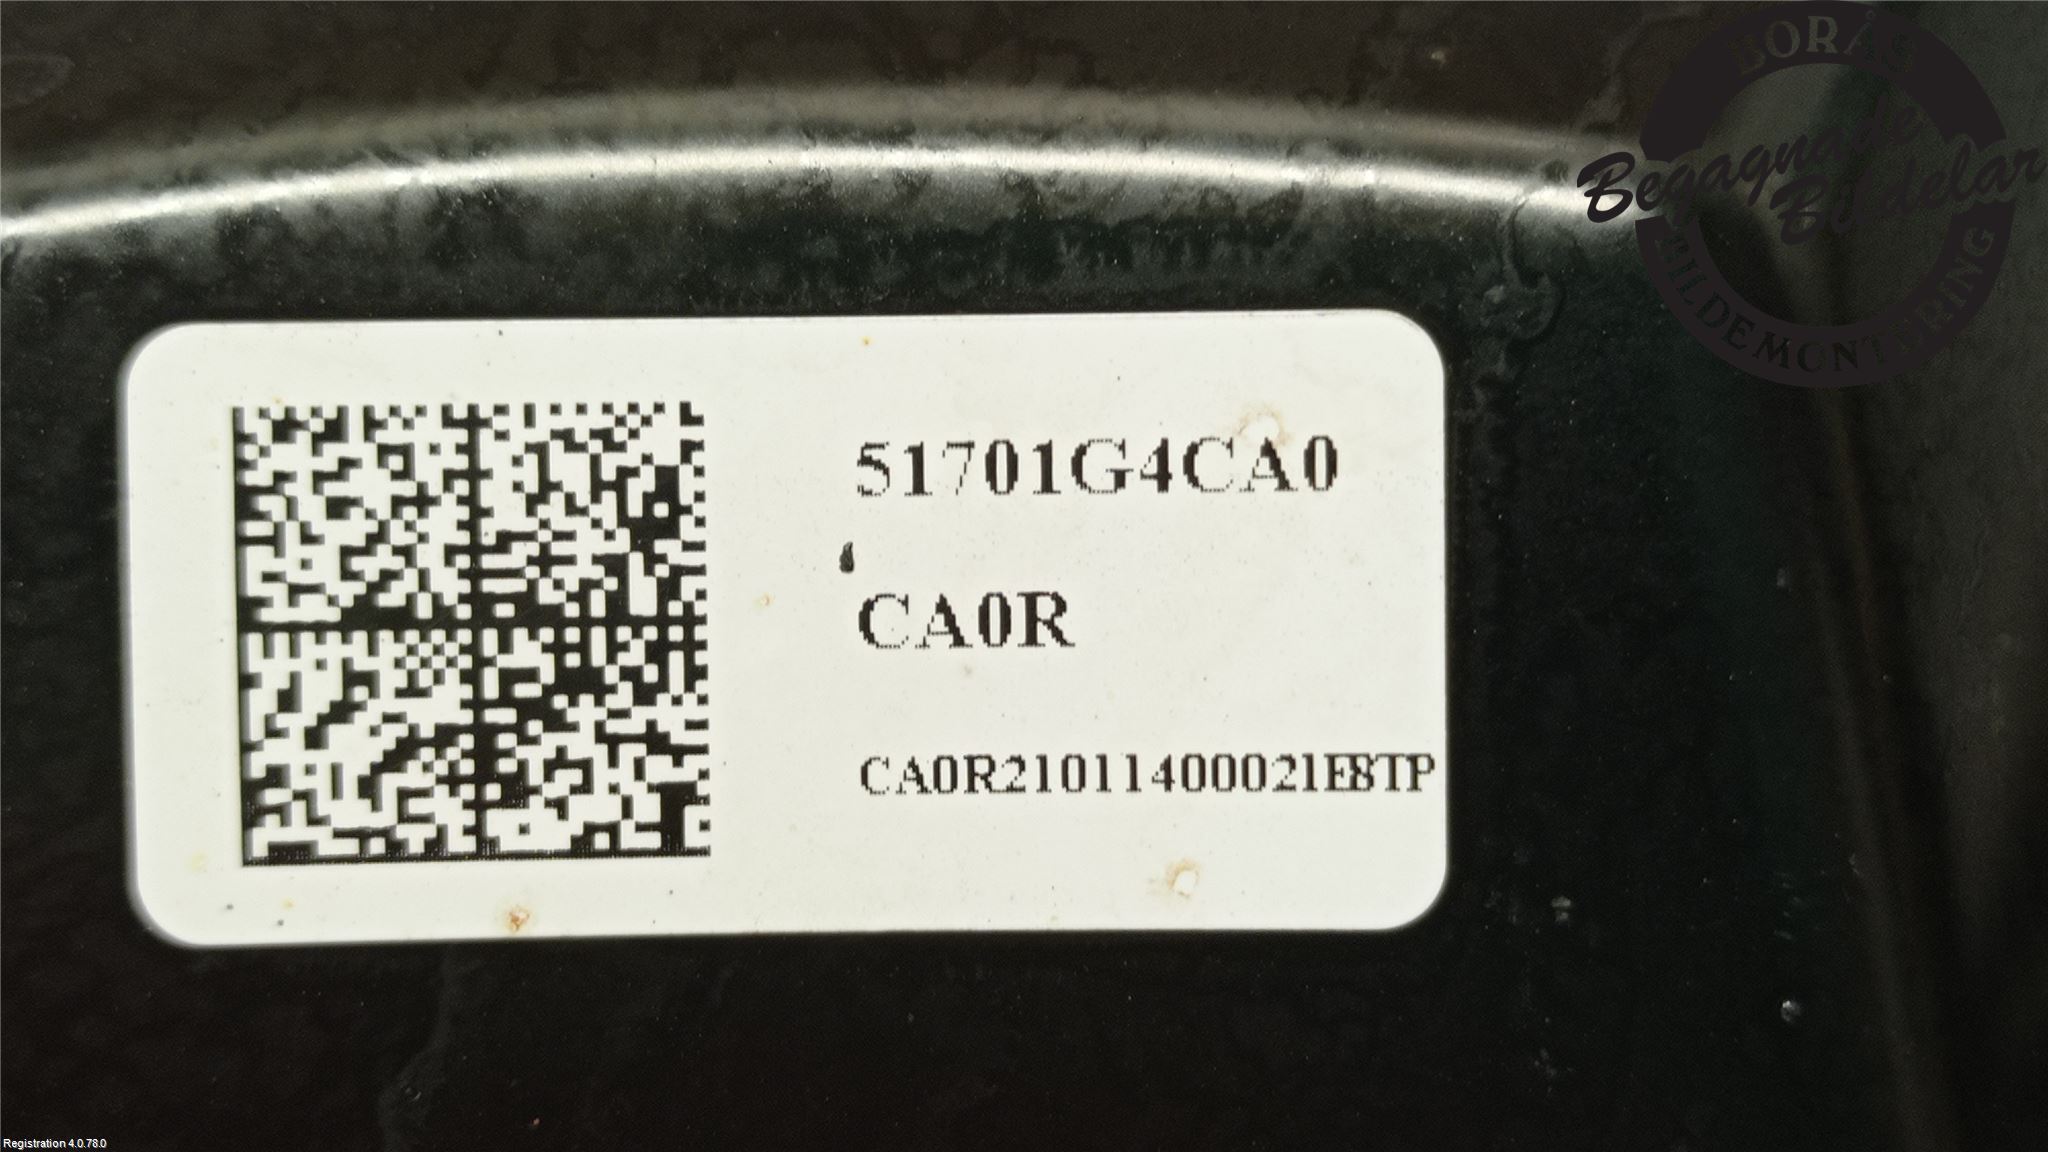 BORÅS
Begagnade
Bildelar
BILDEMONTERING
51701G4CA0
CA0R
CA0R21011400021E8TP
Registration 4.0.78.0